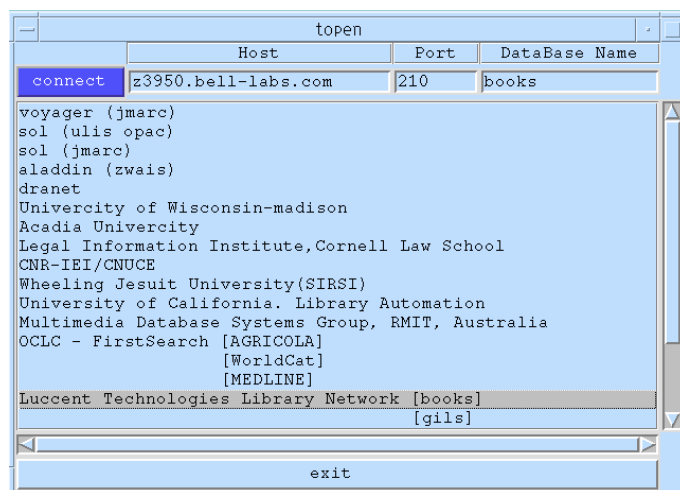 topen
Host Port DataBase Name
connect z3950.bell-labs.com 210 books
voyager (jmarc)
sol (ulis opac)
sol (jmarc)
aladdin (zwais)
dranet
Univercity of Wisconsin-madison
Acadia Univercity
Legal Information Institute,Cornell Law School
CNR-IEI/CNUCE
Wheeling Jesuit University(SIRSI)
University of California. Library Automation
Multimedia Database Systems Group, RMIT, Australia
OCLC - FirstSearch [AGRICOLA]
[WorldCat]
[MEDLINE]
Luccent Technologies Library Network [books]
[gils]
exit